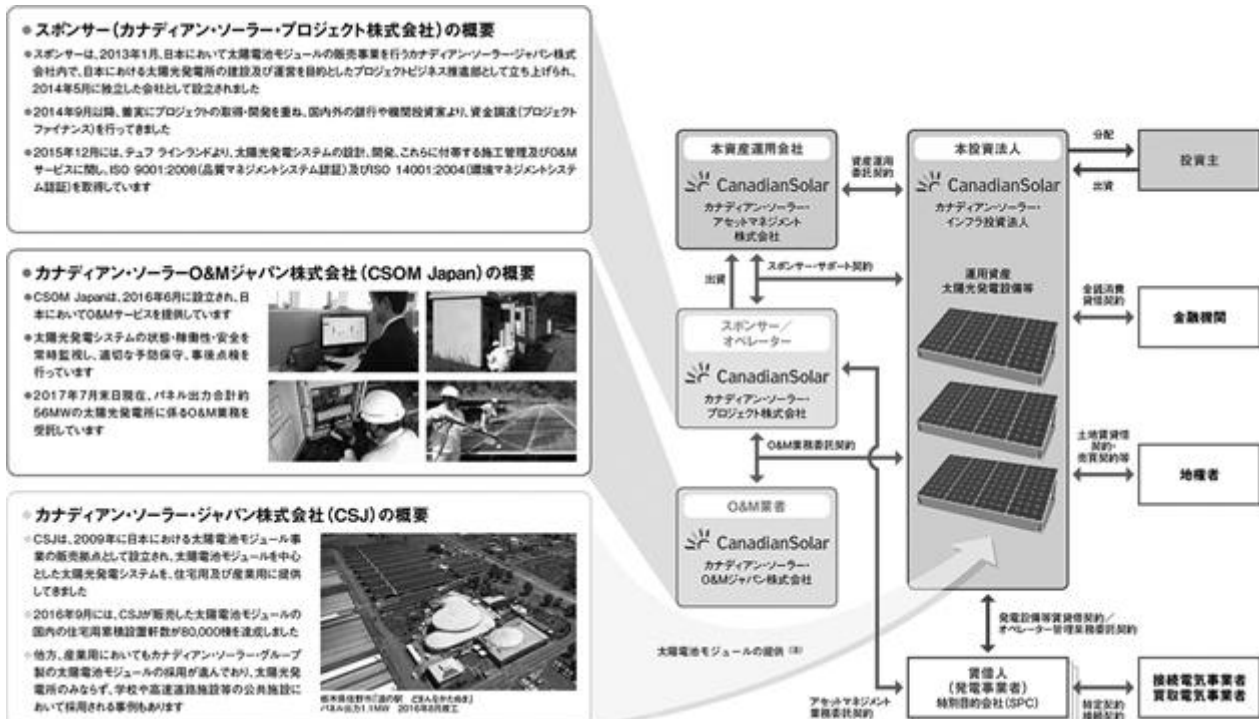 スポンサー（カナディアン・ソーラー・プロジェクト株式会社）の概要
スポンサーは、2013年1月、日本において太陽電池モジュールの販売事業を行うカナディアン・ソーラー・ジャパン株式
会社内で、日本における太陽光発電所の建設及び運営を目的としたプロジェクトビジネス推進部として立ち上げられ、
2014年5月に独立した会社として設立されました
2014年9月以降、着実にプロジェクトの取得・開発を重ね、国内外の銀行や機関投資家より、資金調達（プロジェクト
ファイナンス）を行ってきました
2015年12月には、テュフ ラインランドより、太陽光発電システムの設計、開発、これらに付帯する施工管理及びO&M
サービスに関し、ISO 9001:2008（品質マネジメントシステム認証）及びISO 14001:2004（環境マネジメントシステ
ム認証）を取得しています
カナディアン・ソーラーO&Mジャパン株式会社（CSOM Japan）の概要
CSOM Japanは、2016年6月に設立され、日
本においてO&Mサービスを提供しています
太陽光発電システムの状態・稼働性・安全を
常時監視し、適切な予防保守、事後点検を
行っています
2017年7月末日現在、パネル出力合計約
56MWの太陽光発電所に係るO&M業務を
受託しています
カナディアン・ソーラー・ジャパン株式会社（CSJ）の概要
CSJは、2009年に日本における太陽電池モジュール事
業の販売拠点として設立され、太陽電池モジュールを中心
とした太陽光発電システムを、住宅用及び産業用に提供
してきました
2016年9月には、CSJが販売した太陽電池モジュールの
国内の住宅用累積設置軒数が80,000棟を達成しました
他方、産業用においてもカナディアン・ソーラー・グループ
製の太陽電池モジュールの採用が進んでおり、太陽光発
電所のみならず、学校や高速道路施設等の公共施設に
おいて採用される事例もあります
栃木県佐野市「道の駅 どまんなかたぬま」
パネル出力1.1MW 2016年8月竣工
本資産運用会社
CanadianSolar
カナディアン・ソーラー・
アセットマネジメント
株式会社
資産運用
委託契約
本投資法人
CanadianSolar
カナディアン・ソーラー・
インフラ投資法人
運用資産
太陽光発電設備等
分配
出資
投資主
出資
スポンサー・サポート契約
スポンサー／
オペレーター
CanadianSolar
カナディアン・ソーラー・
プロジェクト株式会社
金銭消費
貸借契約
金融機関
O&M業務委託契約
土地賃貸借
契約・
売買契約等
地権者
O&M業者
CanadianSolar
カナディアン・ソーラー・
O&Mジャパン株式会社
太陽電池モジュールの提供
発電設備等賃貸借契約／
オペレーター管理業務委託契約
アセットマネジメント
業務委託契約
賃借人
（発電事業者）
特別目的会社（SPC）
特定契約
接続契約
接続電気事業者
買取電気事業者